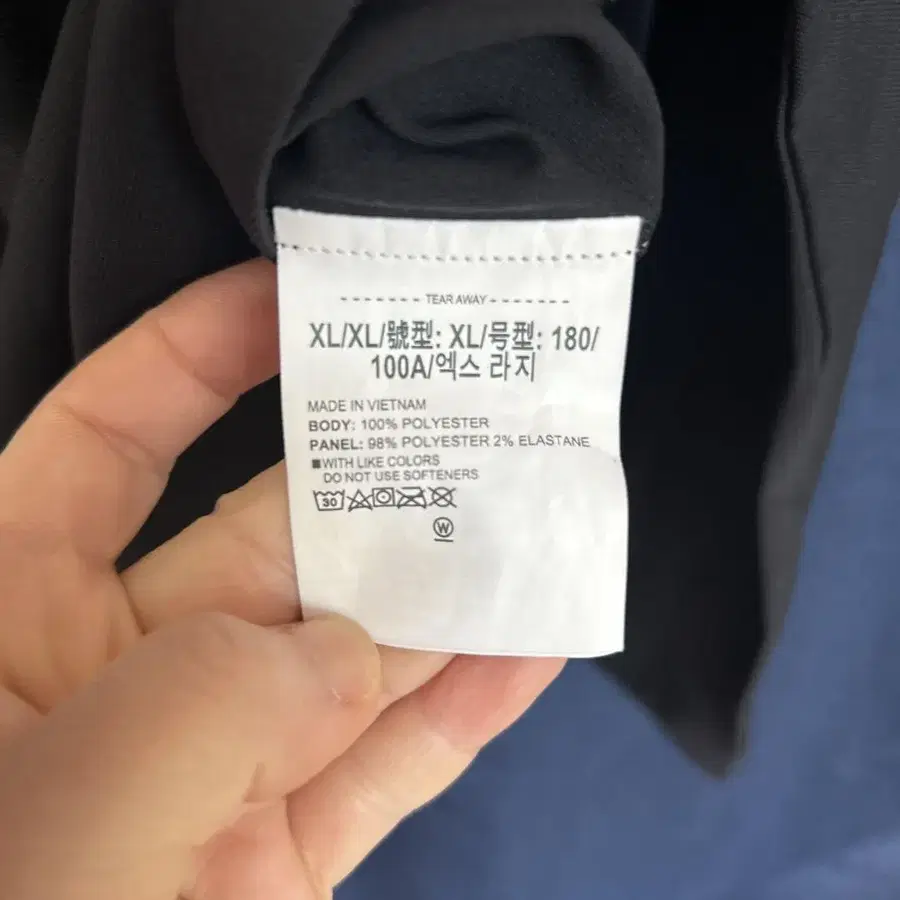 ------- TEAR AWAY -------
XL/XL/號型: XL/号型: 180/
100A/엑스 라지
MADE IN VIETNAM
BODY: 100% POLYESTER
PANEL: 98% POLYESTER 2% ELASTANE
■WITH LIKE COLORS
DO NOT USE SOFTENERS
30
W